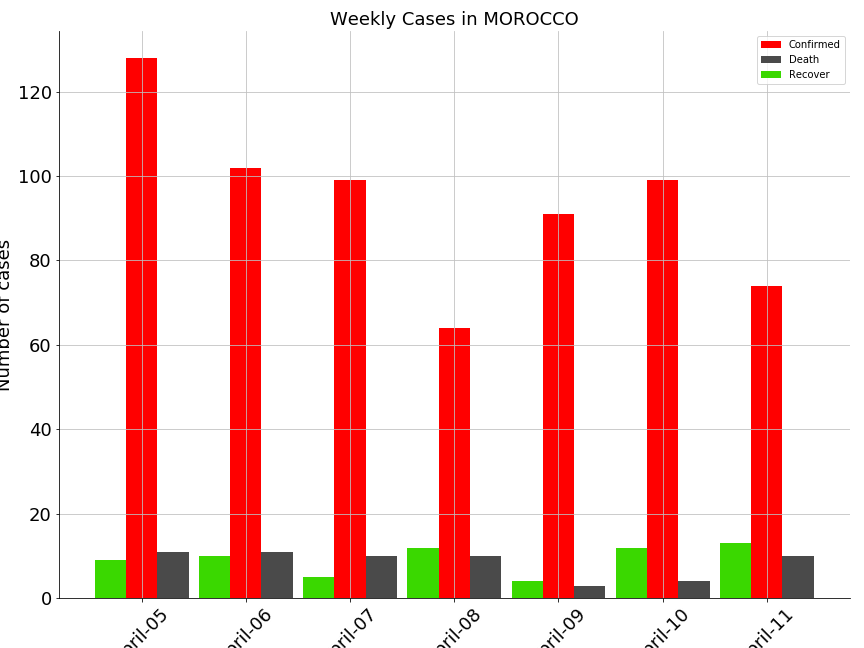 Weekly Cases in MOROCCO
Confirmed
Death
Recover
Number of cases
120
100
80
60
40
20
0
pril-05
pril-06
pril-07
pril-08
pril-09
pril-10
pril-11